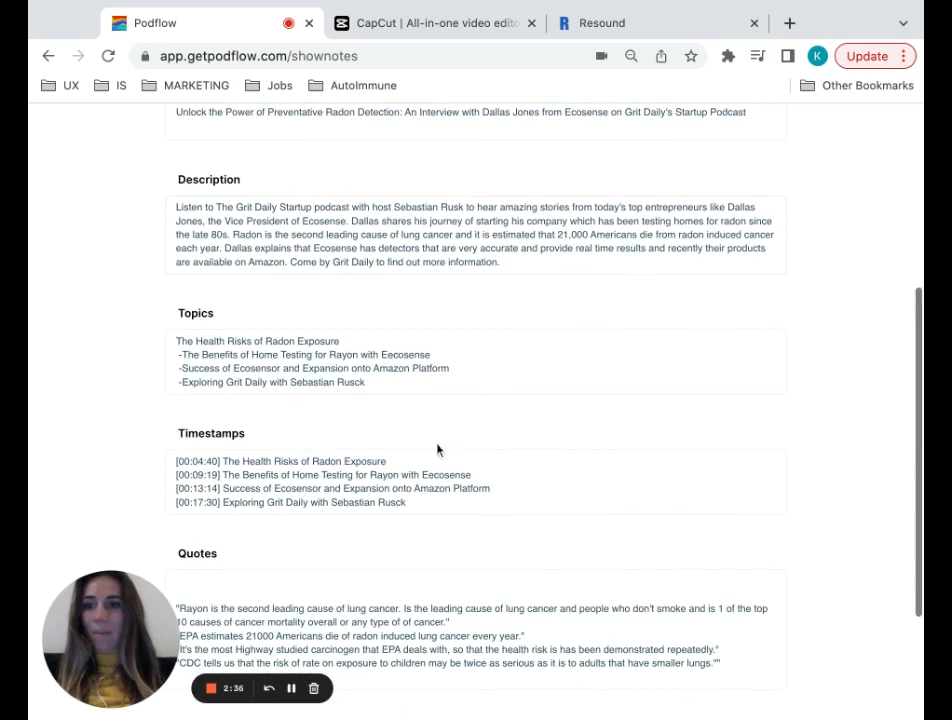 Podflow
CapCut | All-in-one video edito
Resound
app.getpodflow.com/shownotes
K
Update
UX
IS
MARKETING
Jobs
AutoImmune
Other Bookmarks
Unlock the Power of Preventative Radon Detection: An Interview with Dallas Jones from Ecosense on Grit Daily's Startup Podcast
Description
Listen to The Grit Daily Startup podcast with host Sebastian Rusk to hear amazing stories from today's top entrepreneurs like Dallas
Jones, the Vice President of Ecosense. Dallas shares his journey of starting his company which has been testing homes for radon since
the late 80s. Radon is the second leading cause of lung cancer and it is estimated that 21,000 Americans die from radon induced cancer
each year. Dallas explains that Ecosense has detectors that are very accurate and provide real time results and recently their products
are available on Amazon. Come by Grit Daily to find out more information.
Topics
The Health Risks of Radon Exposure
-The Benefits of Home Testing for Rayon with Eecosense
-Success of Ecosensor and Expansion onto Amazon Platform
-Exploring Grit Daily with Sebastian Rusck
Timestamps
[00:04:40] The Health Risks of Radon Exposure
[00:09:19] The Benefits of Home Testing for Rayon with Eecosense
[00:13:14] Success of Ecosensor and Expansion onto Amazon Platform
[00:17:30] Exploring Grit Daily with Sebastian Rusck
Quotes
"Rayon is the second leading cause of lung cancer. Is the leading cause of lung cancer and people who don't smoke and is 1 of the top
10 causes of cancer mortality overall or any type of of cancer."
EPA estimates 21000 Americans die of radon induced lung cancer every year."
It's the most Highway studied carcinogen that EPA deals with, so that the health risk is has been demonstrated repeatedly."
"CDC tells us that the risk of rate on exposure to children may be twice as serious as it is to adults that have smaller lungs.""
2:36